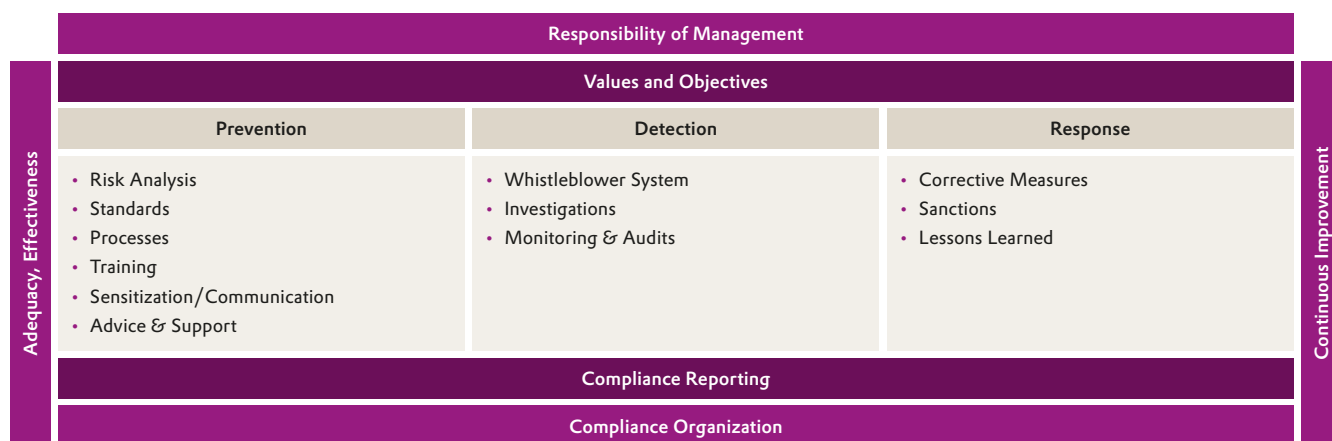 Responsibility of Management
Adequacy, Effectiveness
Values and Objectives
Prevention
• Risk Analysis
• Standards
• Processes
• Training
• Sensitization/Communication
• Advice & Support
Detection
• Whistleblower System
• Investigations
• Monitoring & Audits
Response
• Corrective Measures
• Sanctions
• Lessons Learned
Continuous Improvement
Compliance Reporting
Compliance Organization